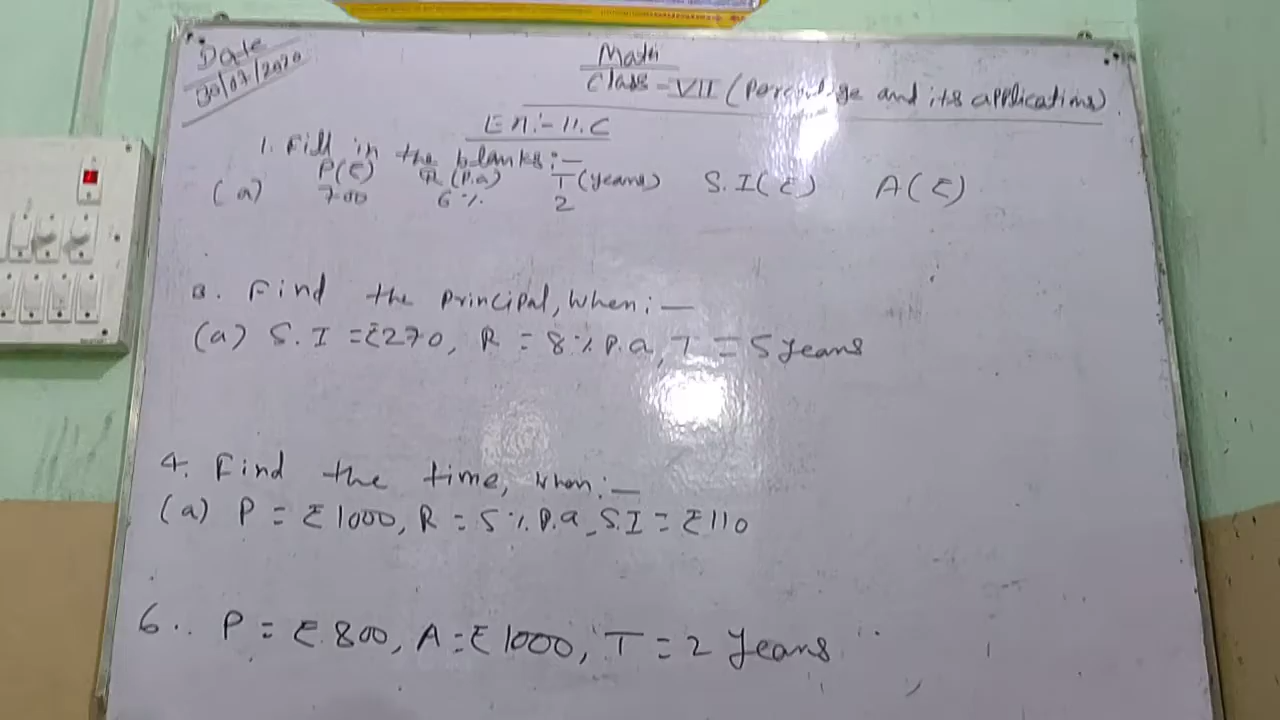 Date
30/07/2020
Math
Class - VII (Percentage and its applications)
Ex:- 11.C
1. Fill in the blanks:-
P(₹) R(P.a) T(years) S.I(₹) A(₹)
(a) 700 6% 2
3. Find the principal, when:-
(a) S.I = ₹270, R = 8% P.a, T = 5 years
4. Find the time, when:-
(a) P = ₹1000, R = 5% P.a, S.I = ₹110
6. P = ₹800, A = ₹1000, T = 2 years